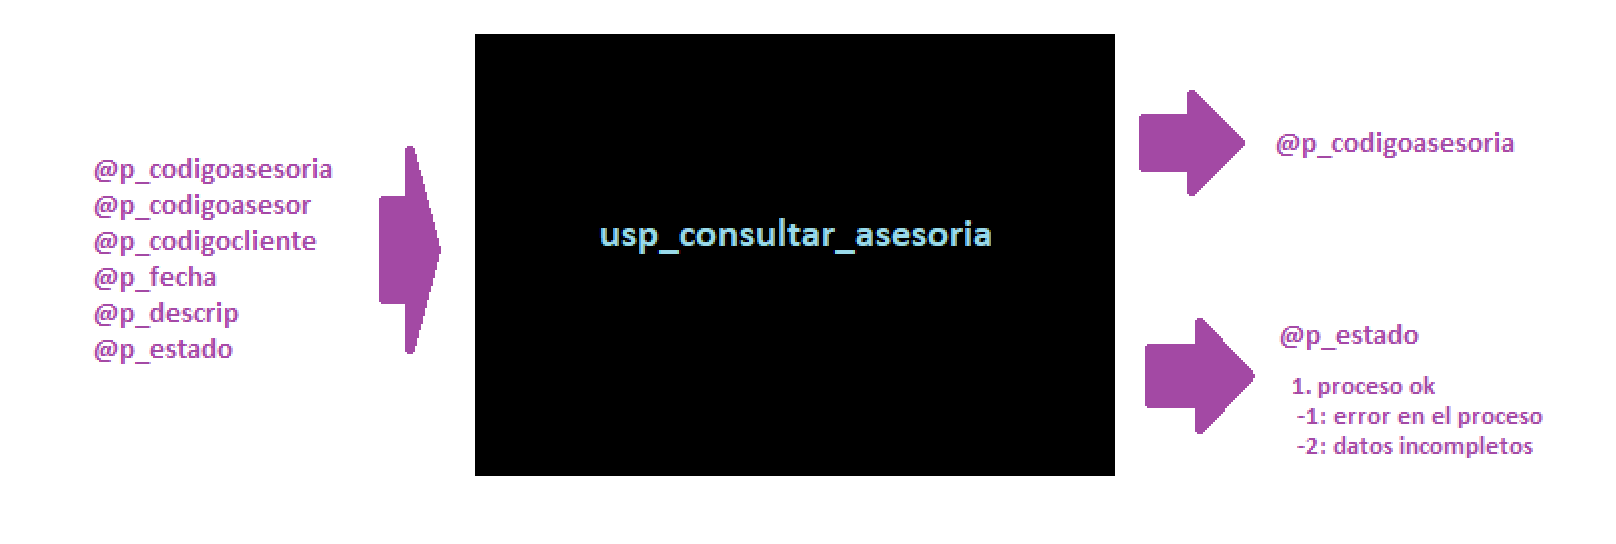 @p_codigoasesoria
@p_codigoasesor
@p_codigocliente
@p_fecha
@p_descrip
@p_estado
usp_consultar_asesoria
@p_codigoasesoria
@p_estado
1. proceso ok
-1: error en el proceso
-2: datos incompletos